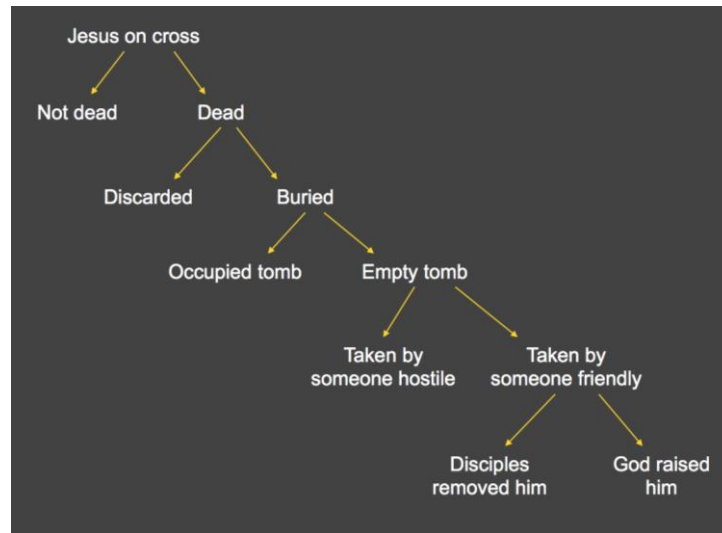 Jesus on cross
Not dead
Dead
Discarded
Buried
Occupied tomb
Empty tomb
Taken by
someone hostile
Taken by
someone friendly
Disciples
removed him
God raised
him